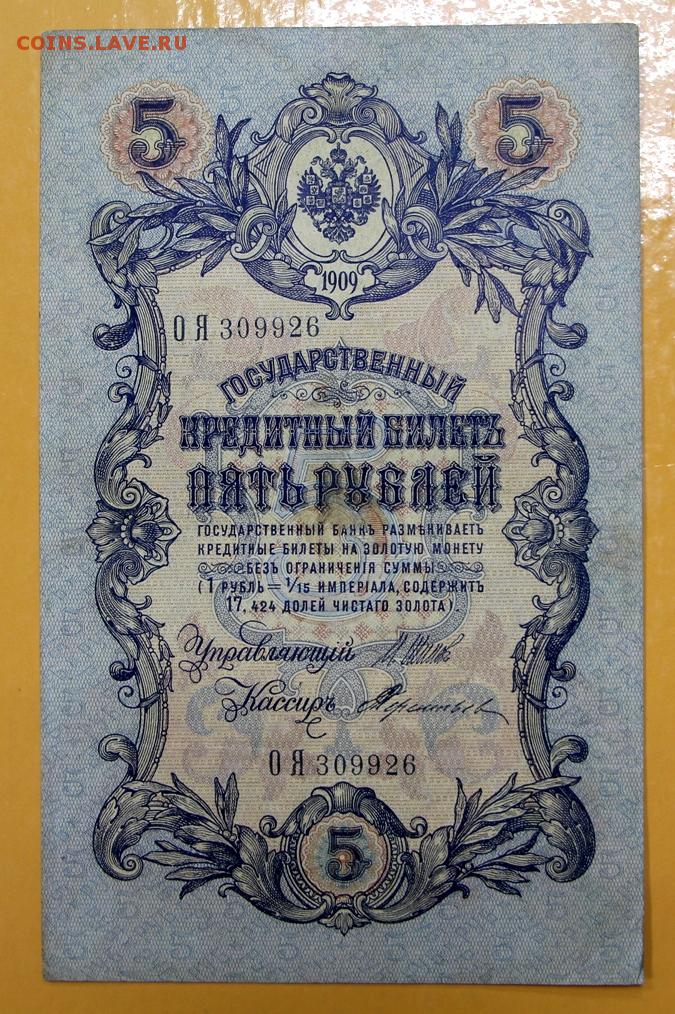 COINS.LAVE.RU
5 5
1909
ОЯ 309926
ГОСУДАРСТВЕННЫЙ
КРЕДИТНЫЙ БИЛЕТЪ
ПЯТЬ РУБЛЕЙ
ГОСУДАРСТВЕННЫЙ БАНКЪ РАЗМѢНИВАЕТЪ
КРЕДИТНЫЕ БИЛЕТЫ НА ЗОЛОТУЮ МОНЕТУ
БЕЗЪ ОГРАНИЧЕНІЯ СУММЫ
(1 РУБЛЬ = 1/15 ИМПЕРІАЛА, СОДЕРЖИТЪ
17,424 ДОЛЕЙ ЧИСТАГО ЗОЛОТА)
Управляющій
Кассиръ
ОЯ 309926
5